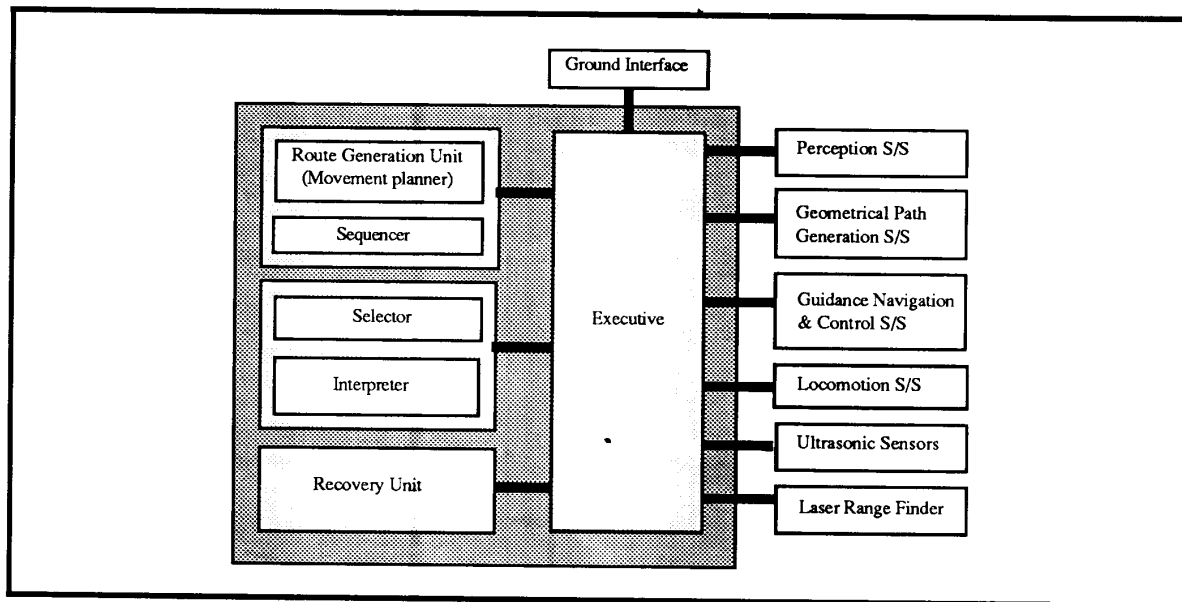 Ground Interface
Route Generation Unit
(Movement planner)
Sequencer
Selector
Interpreter
Recovery Unit
Executive
Perception S/S
Geometrical Path
Generation S/S
Guidance Navigation
& Control S/S
Locomotion S/S
Ultrasonic Sensors
Laser Range Finder